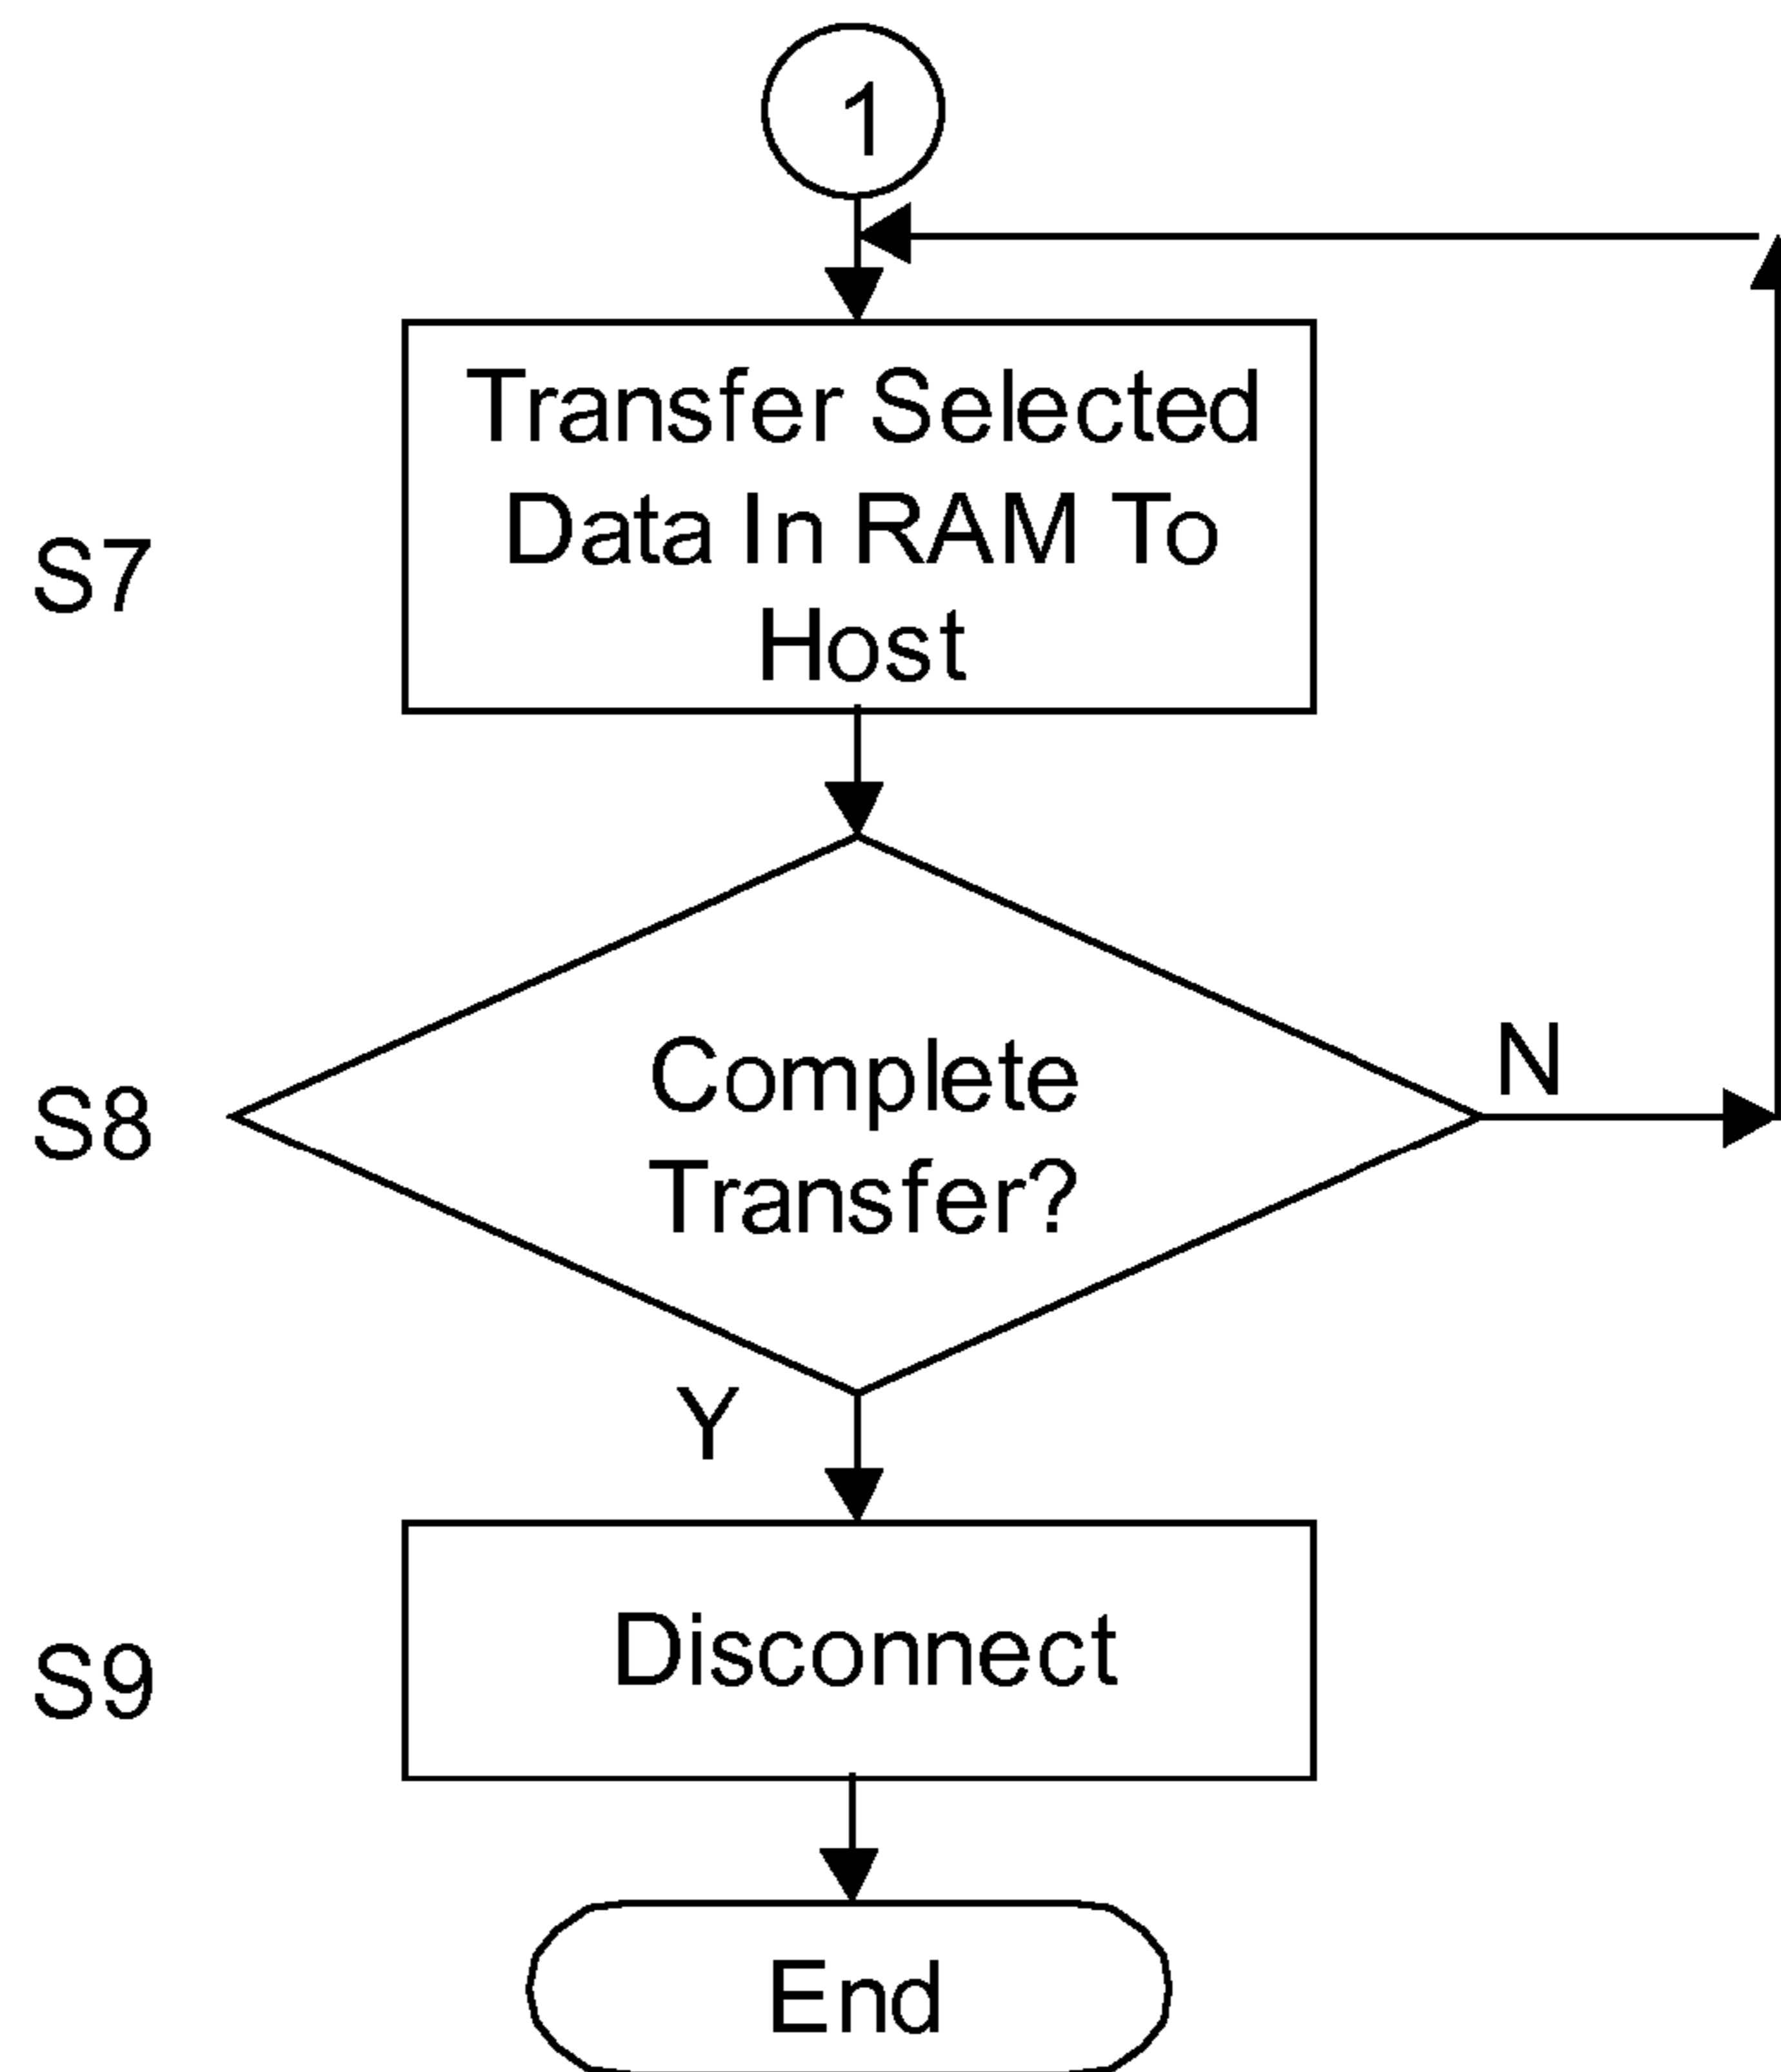 1
Transfer Selected
Data In RAM To
Host
S7
Complete
Transfer?
N
S8
Y
Disconnect
S9
End